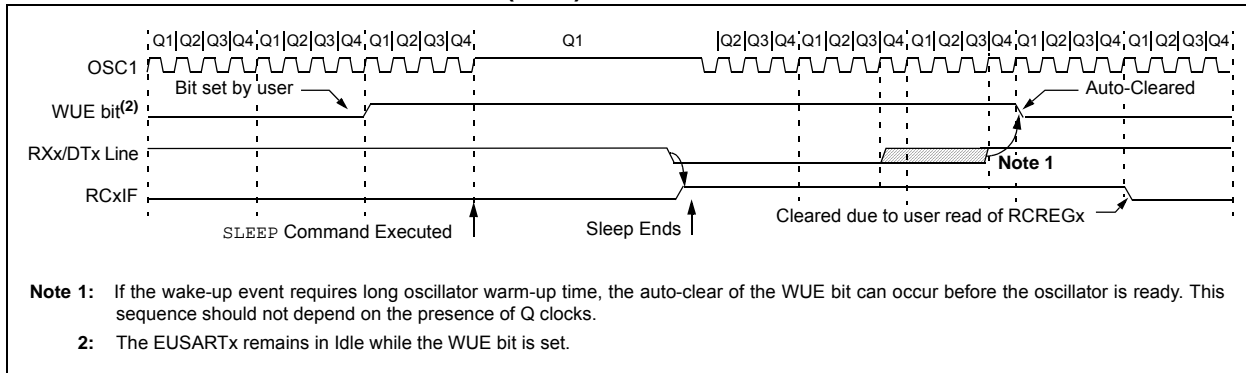 Q1 Q2 Q3 Q4 Q1 Q2 Q3 Q4 Q1 Q2 Q3 Q4 Q1 Q2 Q3 Q4 Q1 Q2 Q3 Q4 Q1 Q2 Q3 Q4 Q1 Q2 Q3 Q4
OSC1
Bit set by user
Auto-Cleared
WUE bit(2)
RXx/DTx Line
Note 1
RCxIF
Cleared due to user read of RCREGx
SLEEP Command Executed
Sleep Ends
Note 1: If the wake-up event requires long oscillator warm-up time, the auto-clear of the WUE bit can occur before the oscillator is ready. This
sequence should not depend on the presence of Q clocks.
2: The EUSARTx remains in Idle while the WUE bit is set.